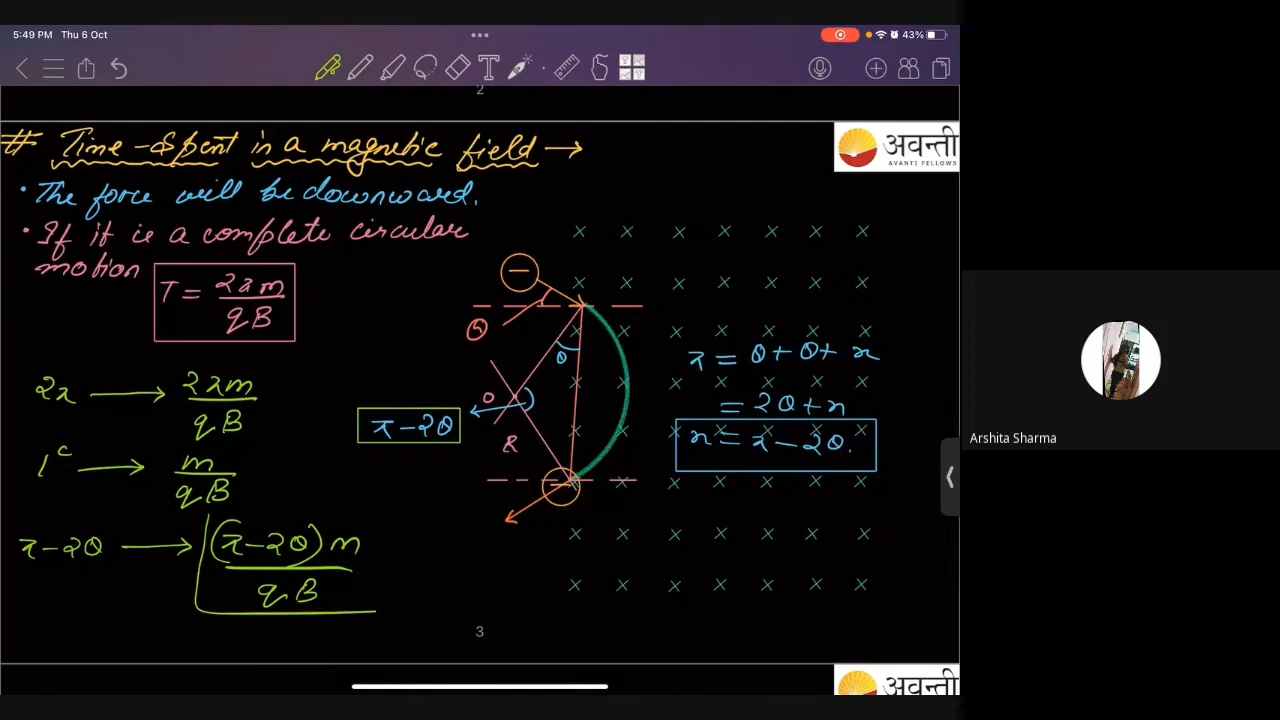 5:49 PM Thu 6 Oct
43%
2
# Time-Spent in a magnetic field →
अवन्ती
AVANTI FELLOWS
• The force will be downward.
• If it is a complete circular
motion
T = 2πm / qB
θ
θ
π = θ + θ + x
= 2θ + x
x = π - 2θ.
2π → 2πm / qB
O
π - 2θ
R
1ᶜ → m / qB
π - 2θ → (π - 2θ) m / qB
3
अवन्ती
Arshita Sharma